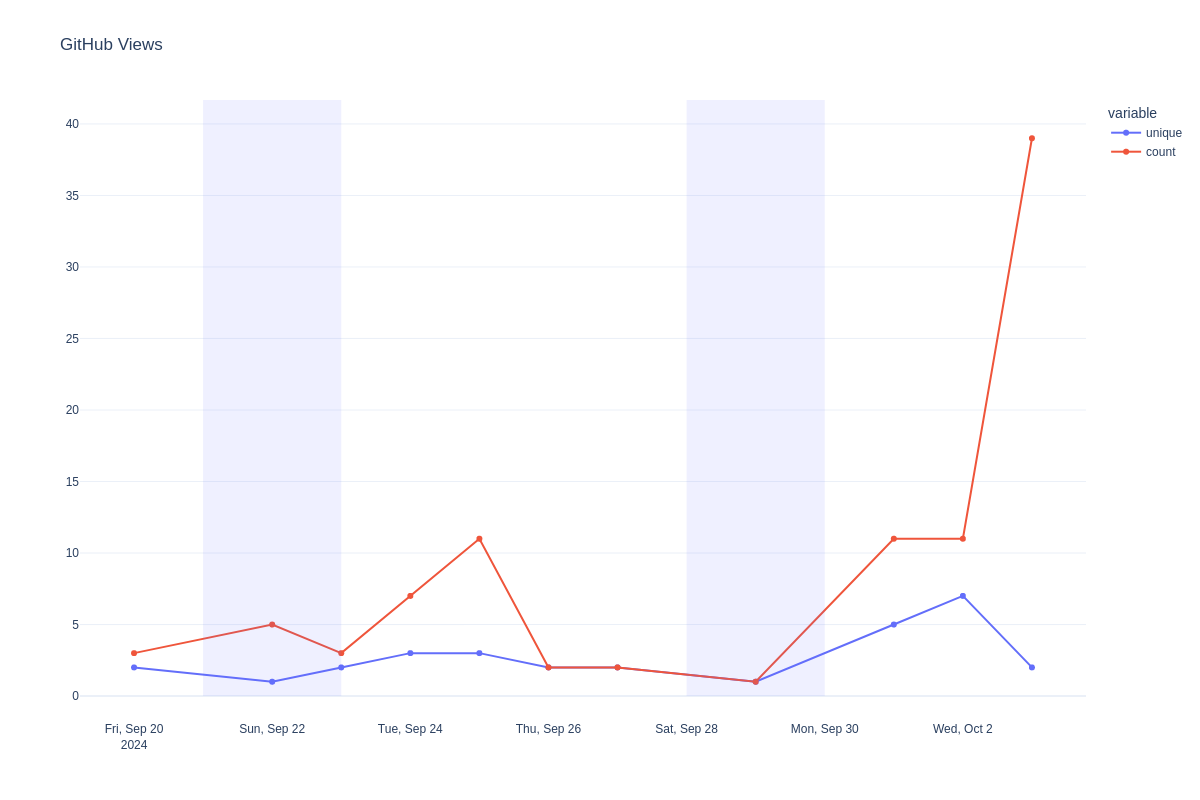 GitHub Views
variable
unique
count
40
35
30
25
20
15
10
5
0
Fri, Sep 20
2024
Sun, Sep 22
Tue, Sep 24
Thu, Sep 26
Sat, Sep 28
Mon, Sep 30
Wed, Oct 2